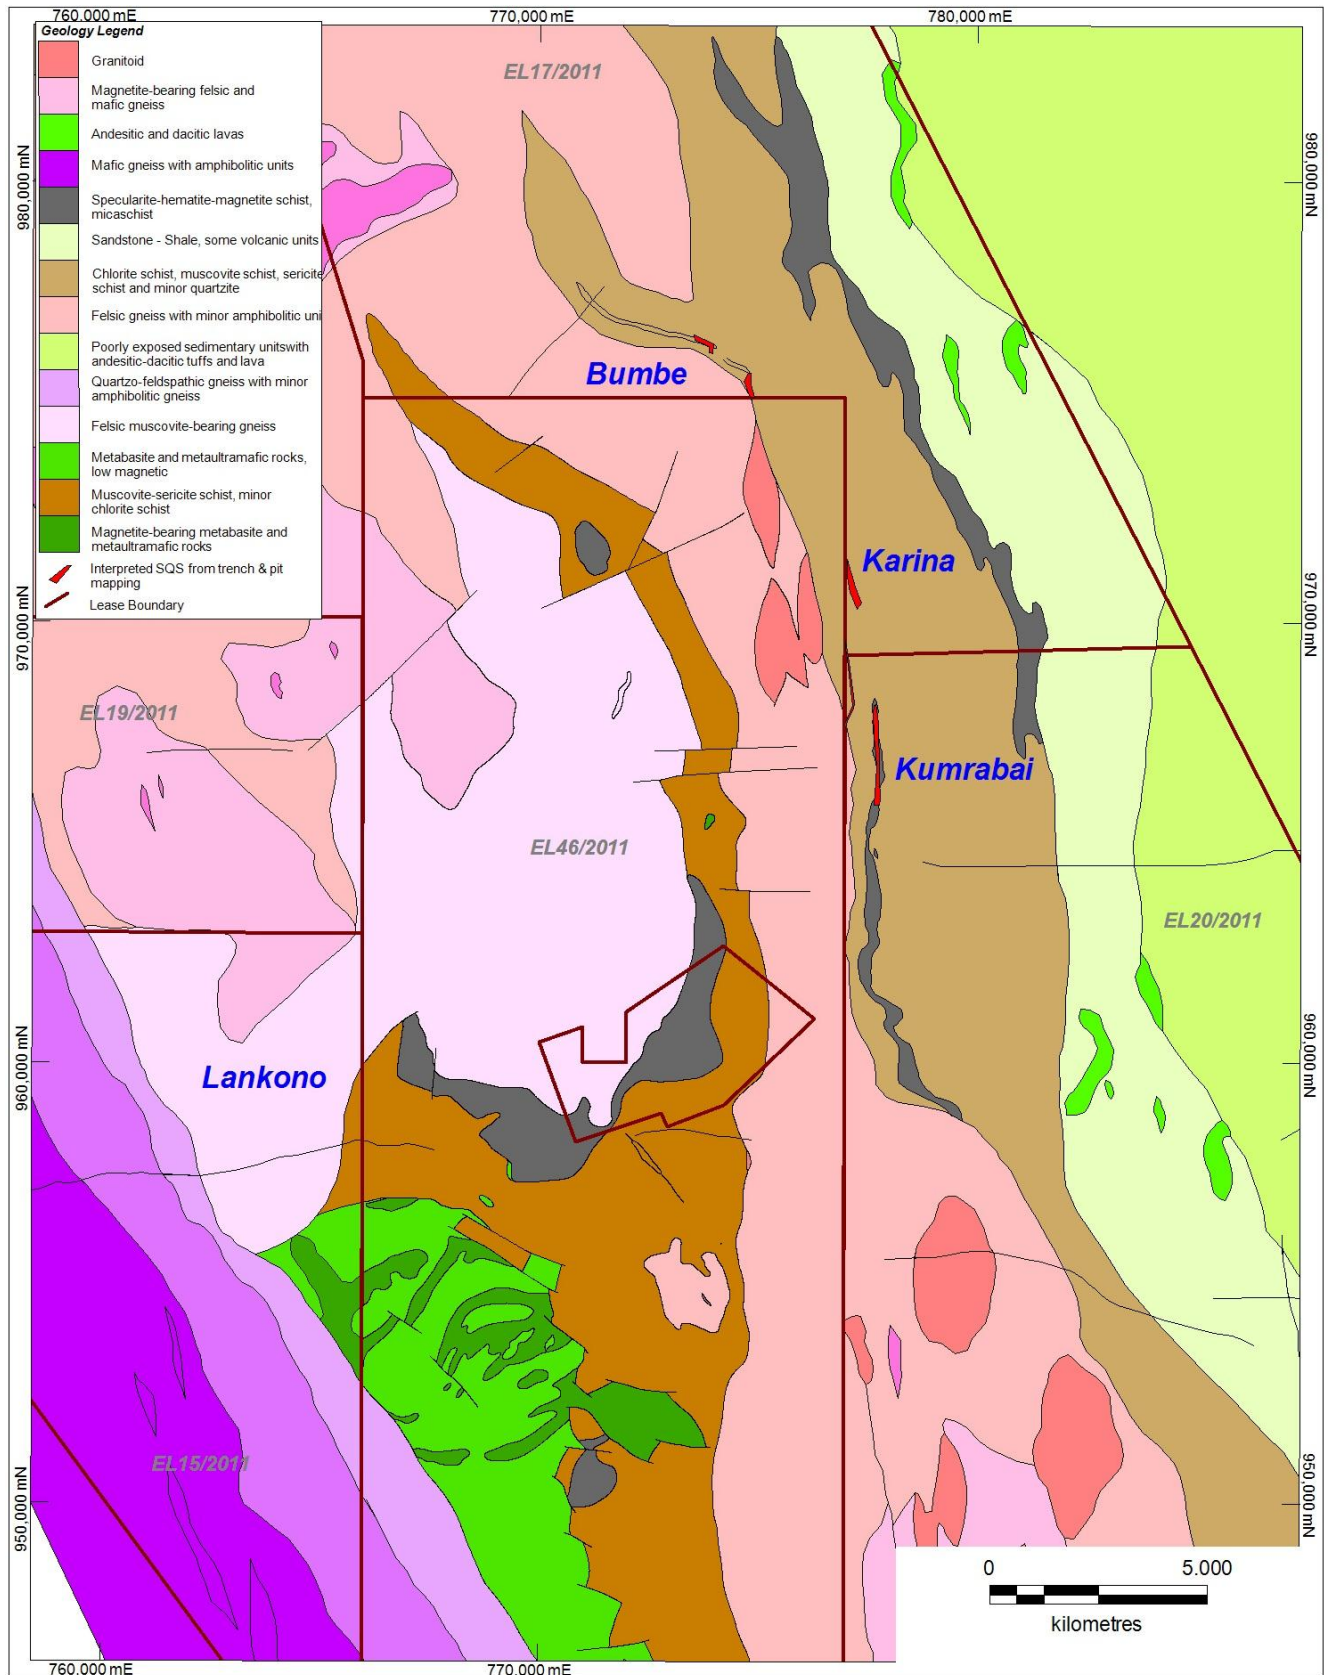 760,000 mE
770,000 mE
780,000 mE
Geology Legend
Granitoid
Magnetite-bearing felsic and
mafic gneiss
Andesitic and dacitic lavas
Mafic gneiss with amphibolitic units
Specularite-hematite-magnetite schist,
micaschist
Sandstone - Shale, some volcanic units
Chlorite schist, muscovite schist, sericite
schist and minor quartzite
Felsic gneiss with minor amphibolitic uni
Poorly exposed sedimentary unitswith
andesitic-dacitic tuffs and lava
Quartzo-feldspathic gneiss with minor
amphibolitic gneiss
Felsic muscovite-bearing gneiss
Metabasite and metaultramafic rocks,
low magnetic
Muscovite-sericite schist, minor
chlorite schist
Magnetite-bearing metabasite and
metaultramafic rocks
Interpreted SQS from trench & pit
mapping
Lease Boundary
EL17/2011
980,000 mN
980,000 mN
Bumbe
Karina
970,000 mN
970,000 mN
EL19/2011
Kumrabai
EL46/2011
EL20/2011
960,000 mN
960,000 mN
Lankono
EL15/2011
950,000 mN
950,000 mN
0
5.000
kilometres
760,000 mE
770,000 mE